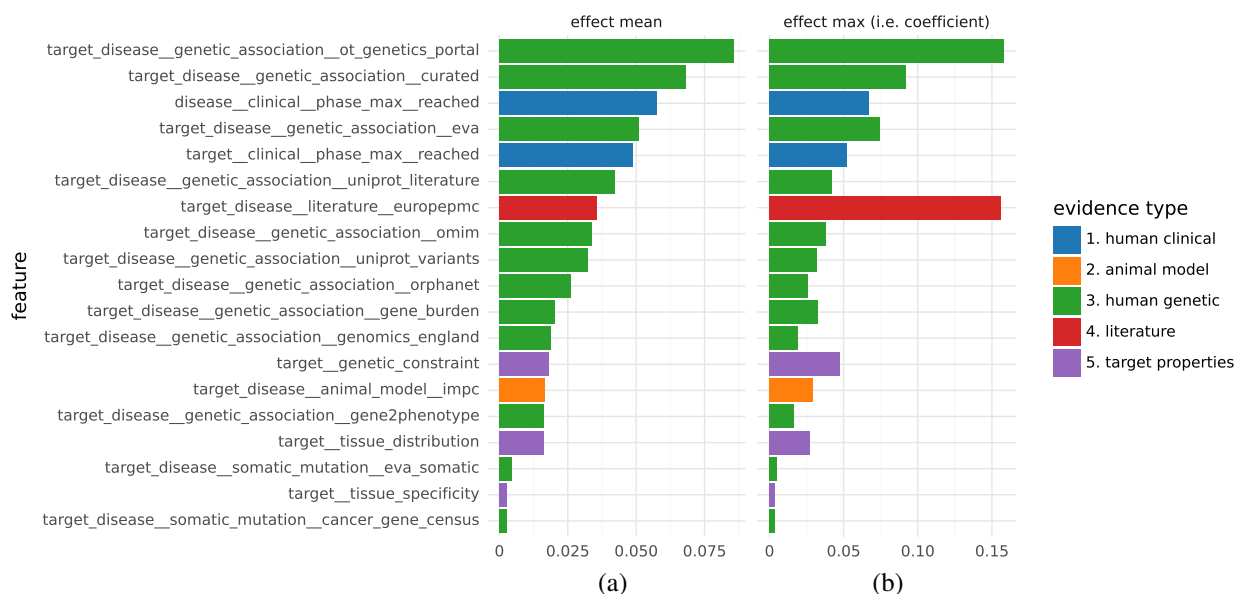 effect mean
effect max (i.e. coefficient)
feature
target_disease__genetic_association__ot_genetics_portal
target_disease__genetic_association__curated
disease__clinical__phase_max__reached
target_disease__genetic_association__eva
target__clinical__phase_max__reached
target_disease__genetic_association__uniprot_literature
target_disease__literature__europepmc
target_disease__genetic_association__omim
target_disease__genetic_association__uniprot_variants
target_disease__genetic_association__orphanet
target_disease__genetic_association__gene_burden
target_disease__genetic_association__genomics_england
target__genetic_constraint
target_disease__animal_model__impc
target_disease__genetic_association__gene2phenotype
target__tissue_distribution
target_disease__somatic_mutation__eva_somatic
target__tissue_specificity
target_disease__somatic_mutation__cancer_gene_census
0 0.025 0.050 0.075
0 0.05 0.10 0.15
(a)
(b)
evidence type
1. human clinical
2. animal model
3. human genetic
4. literature
5. target properties